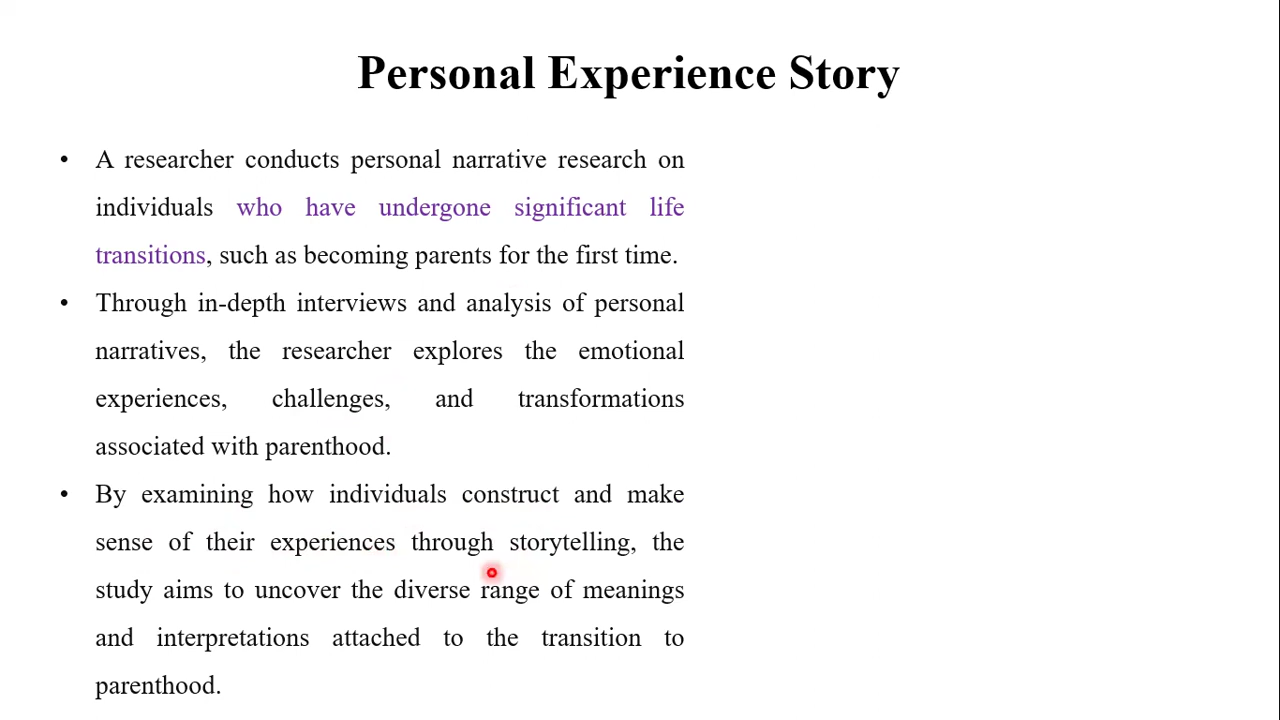 Personal Experience Story
• A researcher conducts personal narrative research on
individuals who have undergone significant life
transitions, such as becoming parents for the first time.
• Through in-depth interviews and analysis of personal
narratives, the researcher explores the emotional
experiences, challenges, and transformations
associated with parenthood.
• By examining how individuals construct and make
sense of their experiences through storytelling, the
study aims to uncover the diverse range of meanings
and interpretations attached to the transition to
parenthood.